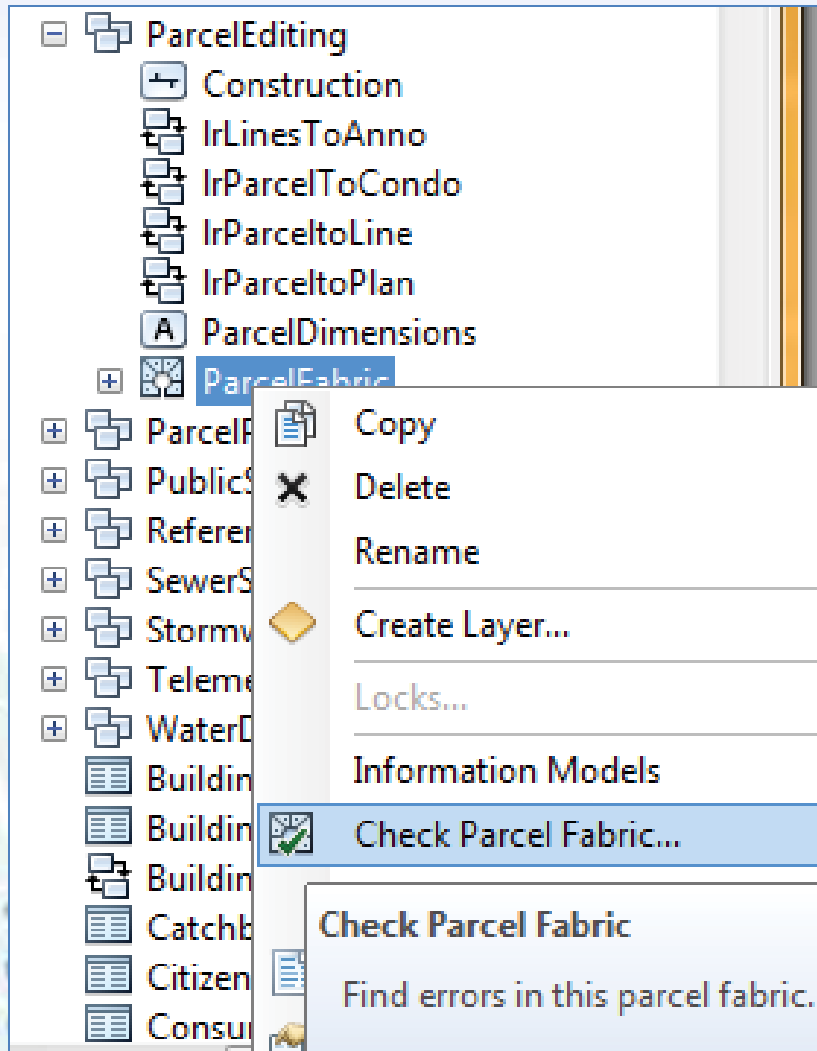 ParcelEditing
Construction
IrLinesToAnno
IrParcelToCondo
IrParceltoLine
IrParceltoPlan
A ParcelDimensions
ParcelFabric
Copy
Delete
Rename
Create Layer...
Locks...
Information Models
Check Parcel Fabric...
Check Parcel Fabric
Find errors in this parcel fabric.